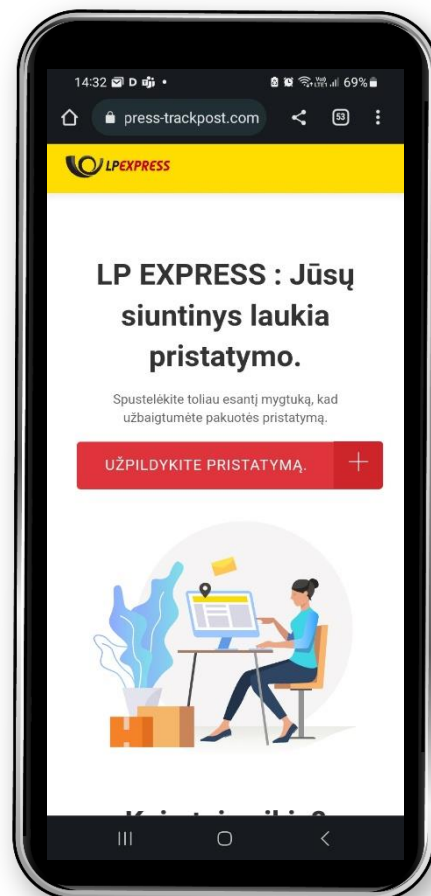 14:32
69%
press-trackpost.com
53
LPEXPRESS
LP EXPRESS : Jūsų
siuntinys laukia
pristatymo.
Spustelėkite toliau esantį mygtuką, kad
užbaigtumėte pakuotės pristatymą.
UŽPILDYKITE PRISTATYMĄ.